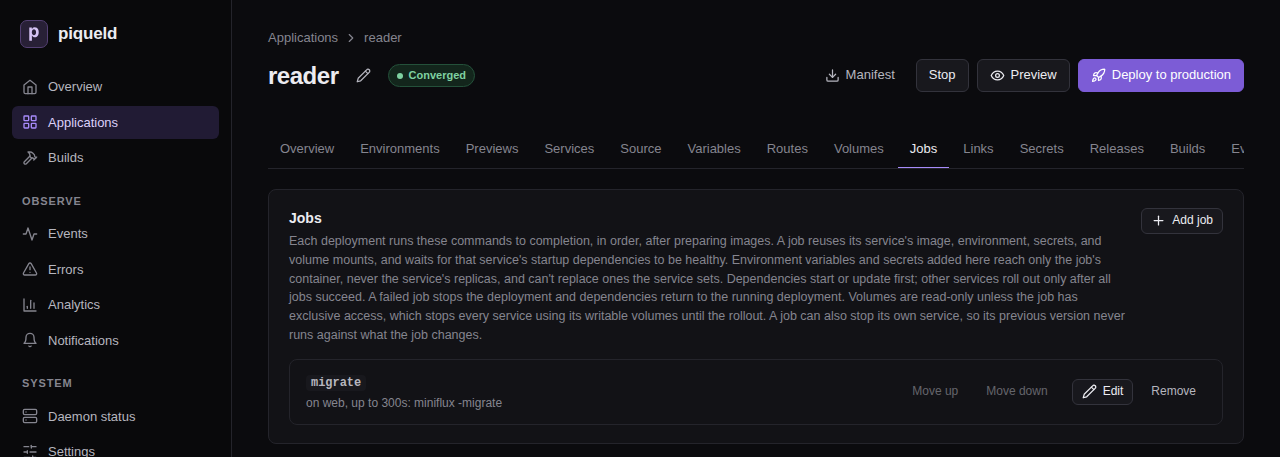 p piqueld
Overview
Applications
Builds
OBSERVE
Events
Errors
Analytics
Notifications
SYSTEM
Daemon status
Settings
Applications > reader
reader Converged
Manifest Stop Preview Deploy to production
Overview Environments Previews Services Source Variables Routes Volumes Jobs Links Secrets Releases Builds Ev
Jobs
Add job
Each deployment runs these commands to completion, in order, after preparing images. A job reuses its service's image, environment, secrets, and
volume mounts, and waits for that service's startup dependencies to be healthy. Environment variables and secrets added here reach only the job's
container, never the service's replicas, and can't replace ones the service sets. Dependencies start or update first; other services roll out only after all
jobs succeed. A failed job stops the deployment and dependencies return to the running deployment. Volumes are read-only unless the job has
exclusive access, which stops every service using its writable volumes until the rollout. A job can also stop its own service, so its previous version never
runs against what the job changes.
migrate
on web, up to 300s: miniflux -migrate
Move up Move down Edit Remove